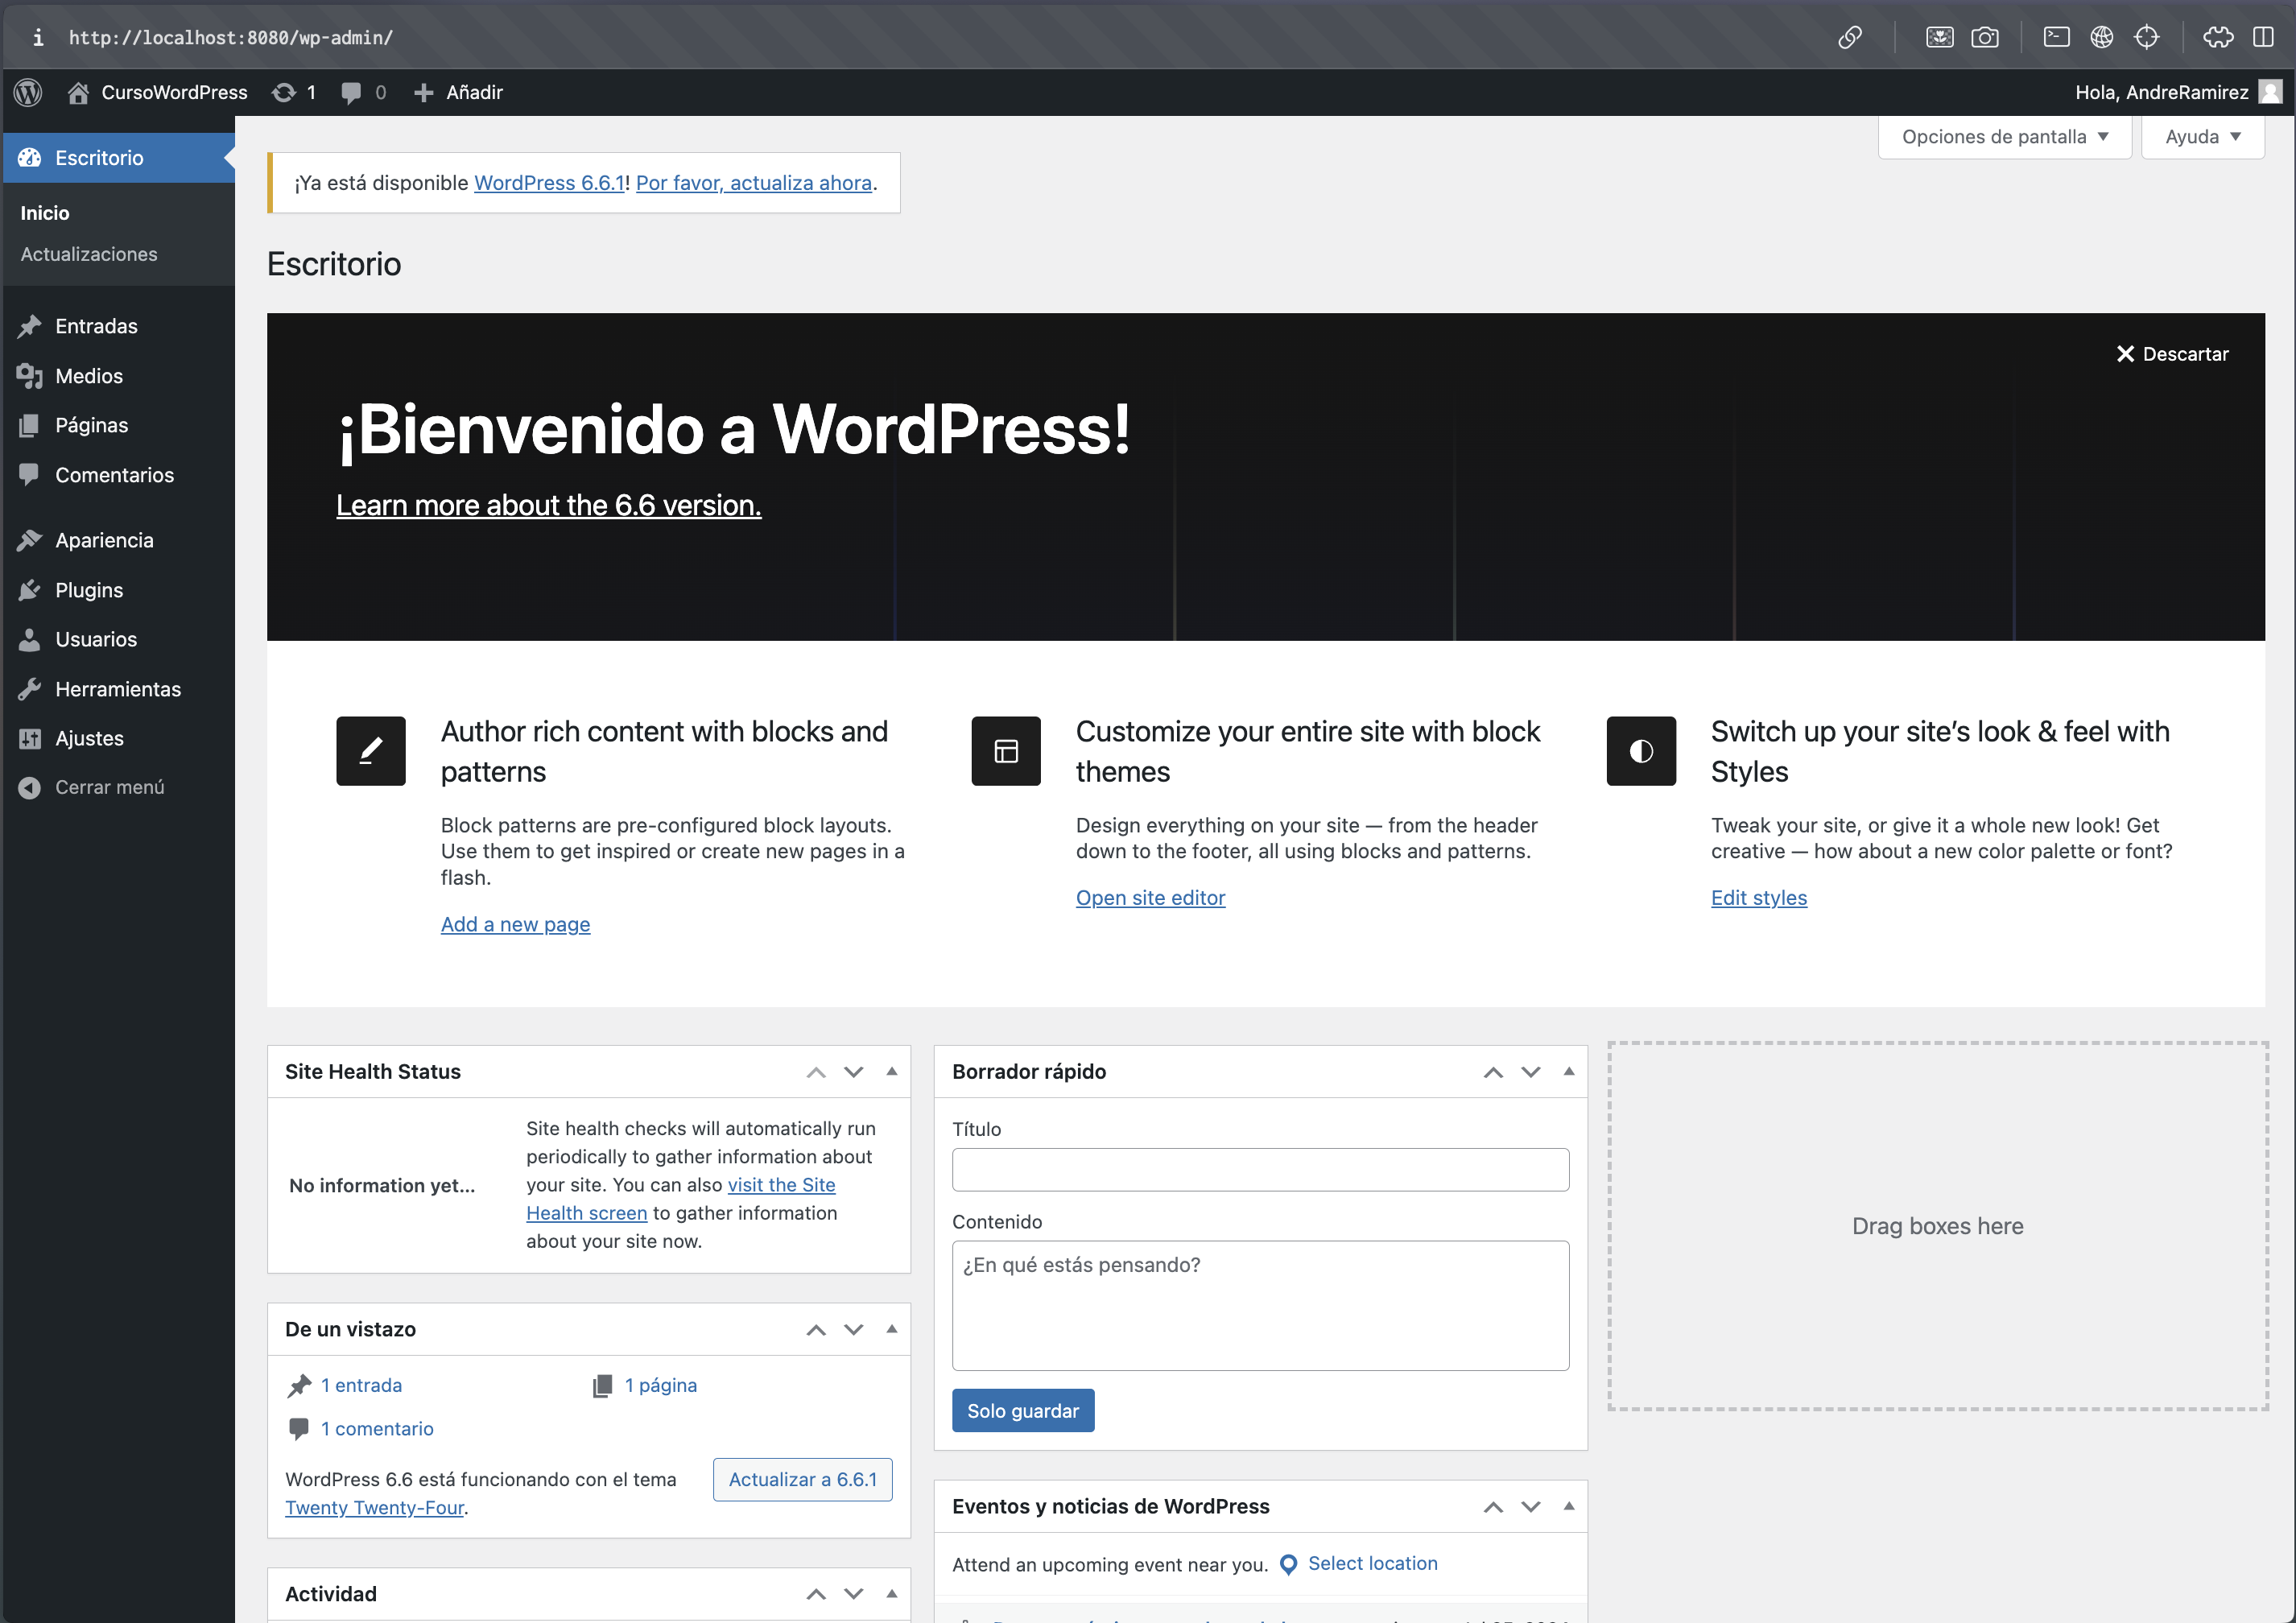 http://localhost:8080/wp-admin/
CursoWordPress 1 0 Añadir
Hola, AndreRamirez
Escritorio
Inicio
Actualizaciones
Entradas
Medios
Páginas
Comentarios
Apariencia
Plugins
Usuarios
Herramientas
Ajustes
Cerrar menú
Opciones de pantalla
Ayuda
¡Ya está disponible WordPress 6.6.1! Por favor, actualiza ahora.
Escritorio
Descartar
¡Bienvenido a WordPress!
Learn more about the 6.6 version.
Author rich content with blocks and
patterns
Block patterns are pre-configured block layouts.
Use them to get inspired or create new pages in a
flash.
Add a new page
Customize your entire site with block
themes
Design everything on your site — from the header
down to the footer, all using blocks and patterns.
Open site editor
Switch up your site’s look & feel with
Styles
Tweak your site, or give it a whole new look! Get
creative — how about a new color palette or font?
Edit styles
Site Health Status
No information yet...
Site health checks will automatically run
periodically to gather information about
your site. You can also visit the Site
Health screen to gather information
about your site now.
De un vistazo
1 entrada
1 página
1 comentario
WordPress 6.6 está funcionando con el tema
Twenty Twenty-Four.
Actualizar a 6.6.1
Actividad
Borrador rápido
Título
Contenido
¿En qué estás pensando?
Solo guardar
Eventos y noticias de WordPress
Attend an upcoming event near you. Select location
Drag boxes here